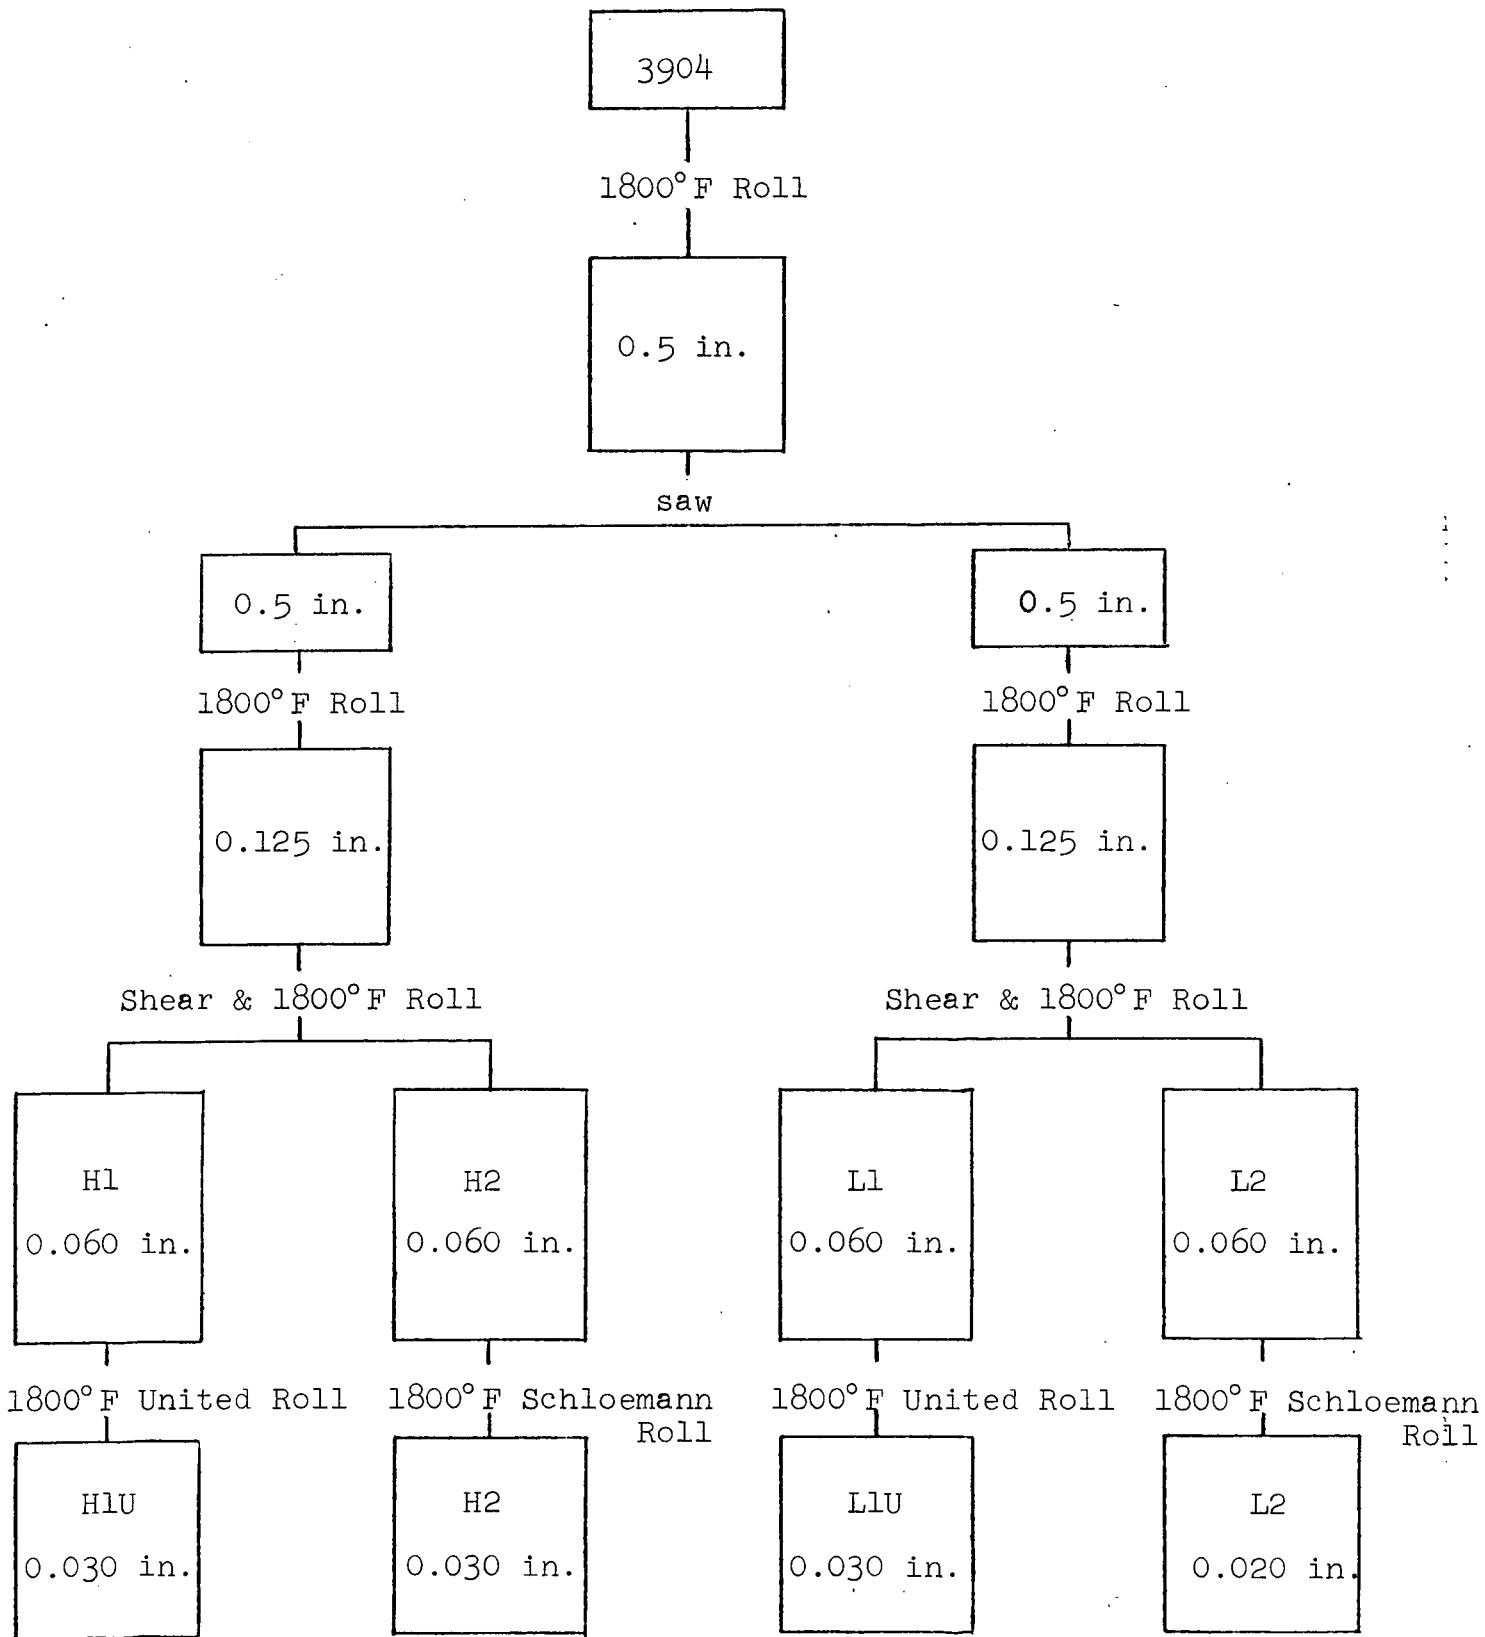 3904
1800°F Roll
0.5 in.
saw
0.5 in.
0.5 in.
1800°F Roll
1800°F Roll
0.125 in.
0.125 in.
Shear & 1800°F Roll
Shear & 1800°F Roll
H1
H2
L1
L2
0.060 in.
0.060 in.
0.060 in.
0.060 in.
1800°F United Roll
1800°F Schloemann
Roll
1800°F United Roll
1800°F Schloemann
Roll
H1U
H2
L1U
L2
0.030 in.
0.030 in.
0.030 in.
0.020 in.